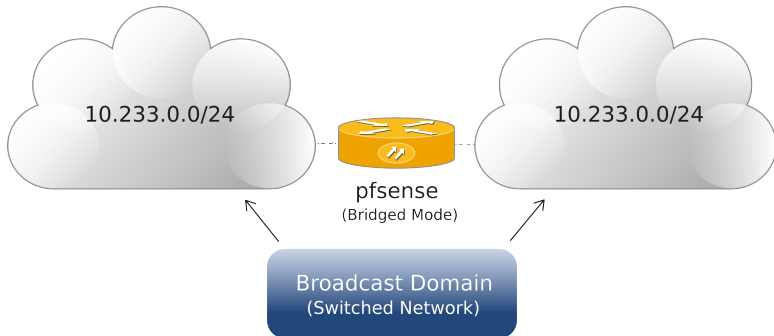 10.233.0.0/24
10.233.0.0/24
pfsense
(Bridged Mode)
Broadcast Domain
(Switched Network)